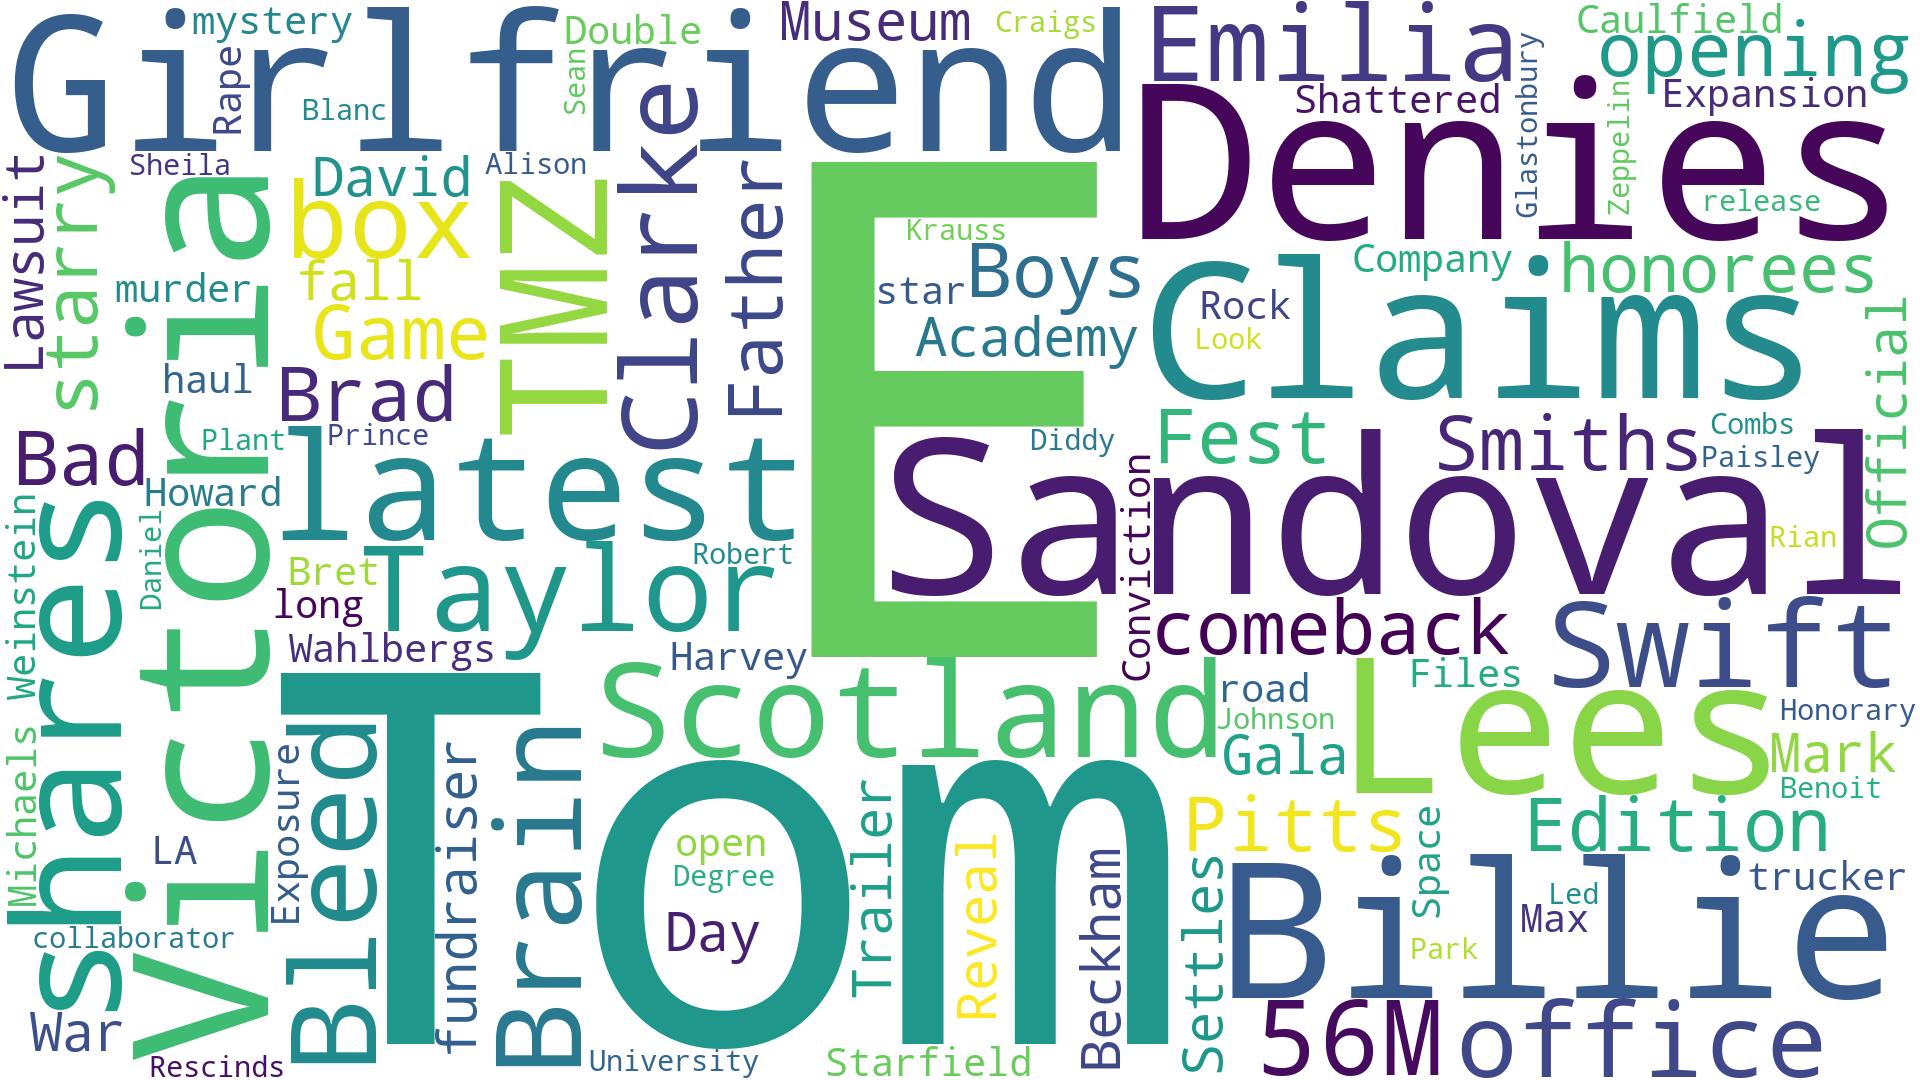 Girlfriend
mystery
Rape
Blanc
Double
Sean
Museum
Craigs
Emilia
Caulfield
opening
Shattered
Expansion
Denies
Glastonbury
Zeppelin
release
Lawsuit
starry
Sheila
Victoria
David
Alison
box
TMZ
Clarke
Father
fall
Game
murder
haul
Brad
E
Krauss
star
Boys
Academy
Claims
Company
honorees
Rock
Look
Official
Bad
Plant
Prince
Howard
latest
Diddy
Fest
Smiths
Combs
Paisley
Sandoval
Rian
Conviction
Michaels
Weinstein
shares
Daniel
Bret
long
Taylor
Robert
Wahlbergs
Harvey
comeback
Swift
Tom
Scotland
road
Johnson
Gala
Files
Lees
Honorary
Mark
Benoit
Exposure
Bleed
fundraiser
Brain
LA
open
Degree
Day
Trailer
Reveal
Beckham
Settles
Pitts
Space
Edition
Billie
trucker
Led
Max
Park
collaborator
War
Rescinds
University
Starfield
56M
office